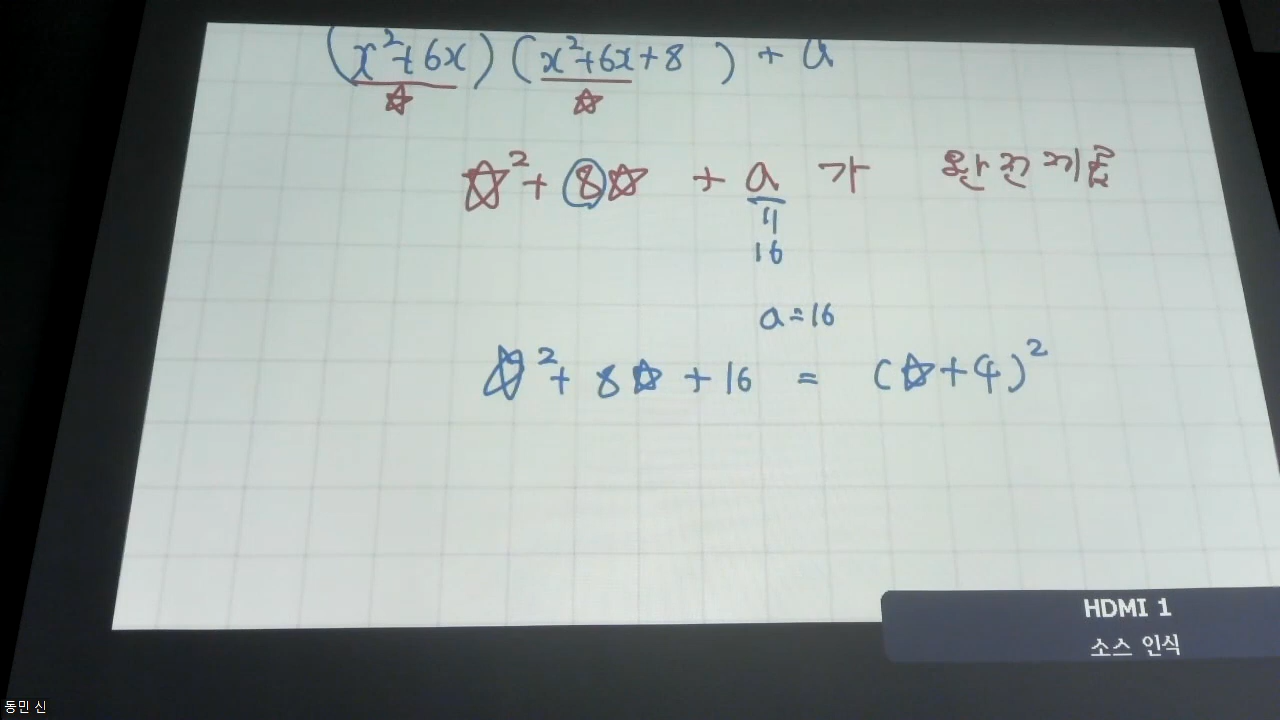 (x²+6x)(x²+6x+8 ) + a
☆ ☆
☆² + 8☆ + a 가 완전제곱
॥
16
a=16
☆² + 8☆ + 16 = (☆+4)²
HDMI 1
소스 인식
동민 신